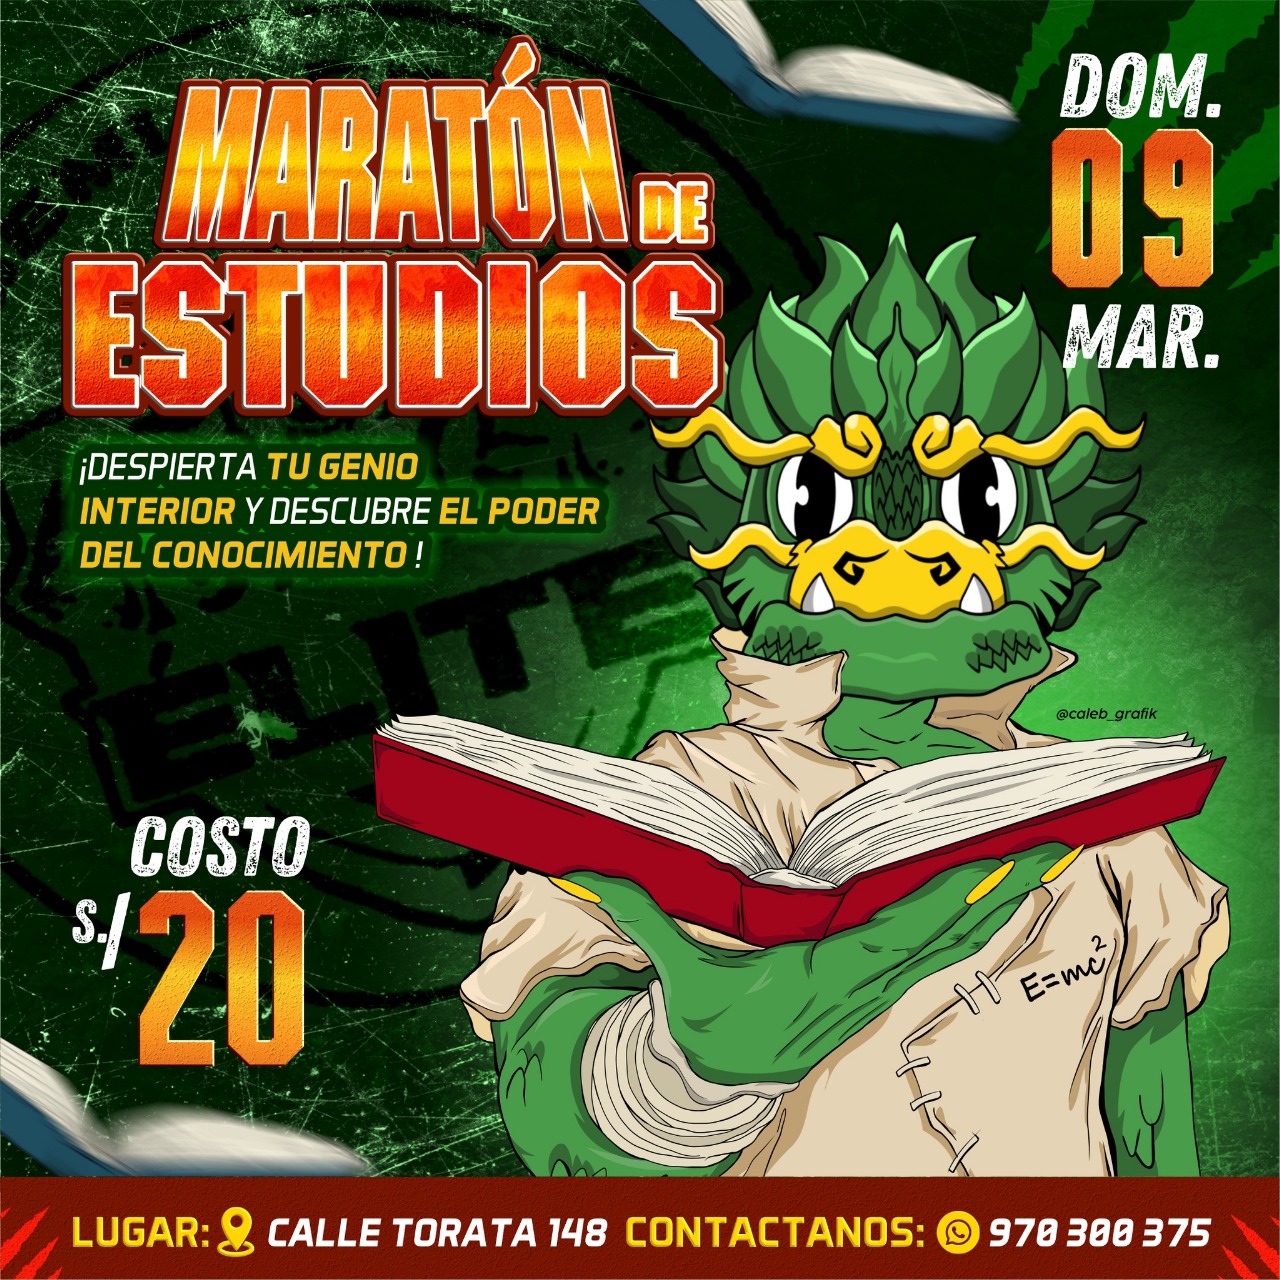 MARATÓN DE
ESTUDIOS
¡DESPIERTA TU GENIO
INTERIOR Y DESCUBRE EL PODER
DEL CONOCIMIENTO !
DOM.
09
MAR.
ÉLITE
@caleb_grafik
COSTO
S./20
E=mc²
LUGAR: CALLE TORATA 148 CONTACTANOS: 970 300 375